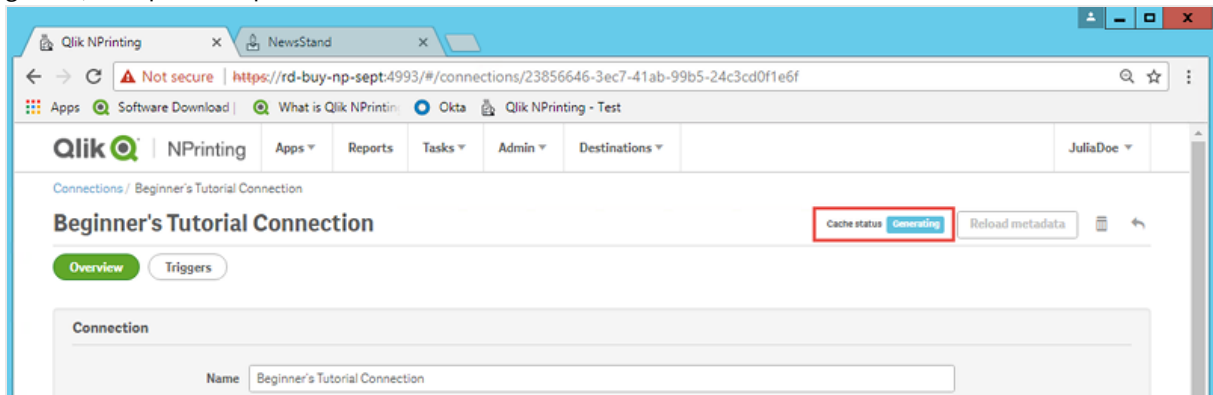 Qlik NPrinting NewsStand
Not secure https://rd-buy-np-sept:4993/#/connections/23856646-3ec7-41ab-99b5-24c3cd0f1e6f
Apps Software Download | What is Qlik NPrinting Okta Qlik NPrinting - Test
Qlik NPrinting Apps Reports Tasks Admin Destinations JuliaDoe
Connections / Beginner's Tutorial Connection
Beginner's Tutorial Connection Cache status Generating Reload metadata
Overview Triggers
Connection
Name Beginner's Tutorial Connection